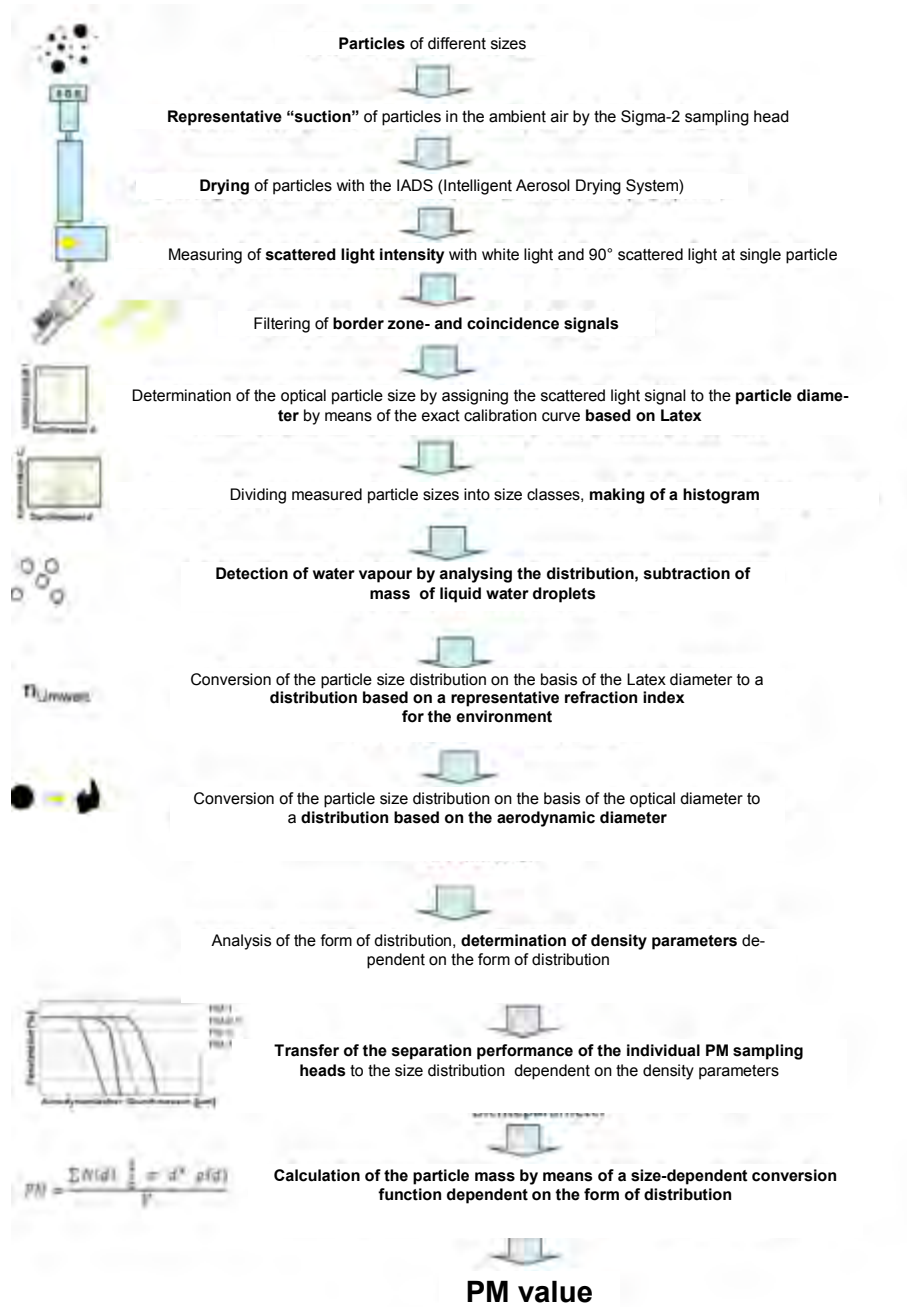 Particles of different sizes
Representative “suction” of particles in the ambient air by the Sigma-2 sampling head
Drying of particles with the IADS (Intelligent Aerosol Drying System)
Measuring of scattered light intensity with white light and 90° scattered light at single particle
Filtering of border zone- and coincidence signals
Determination of the optical particle size by assigning the scattered light signal to the particle diame-
ter by means of the exact calibration curve based on Latex
Dividing measured particle sizes into size classes, making of a histogram
Detection of water vapour by analysing the distribution, subtraction of
mass of liquid water droplets
nUmwelt
Conversion of the particle size distribution on the basis of the Latex diameter to a
distribution based on a representative refraction index
for the environment
Conversion of the particle size distribution on the basis of the optical diameter to
a distribution based on the aerodynamic diameter
Analysis of the form of distribution, determination of density parameters de-
pendent on the form of distribution
Transfer of the separation performance of the individual PM sampling
heads to the size distribution dependent on the density parameters
Calculation of the particle mass by means of a size-dependent conversion
function dependent on the form of distribution
PM value